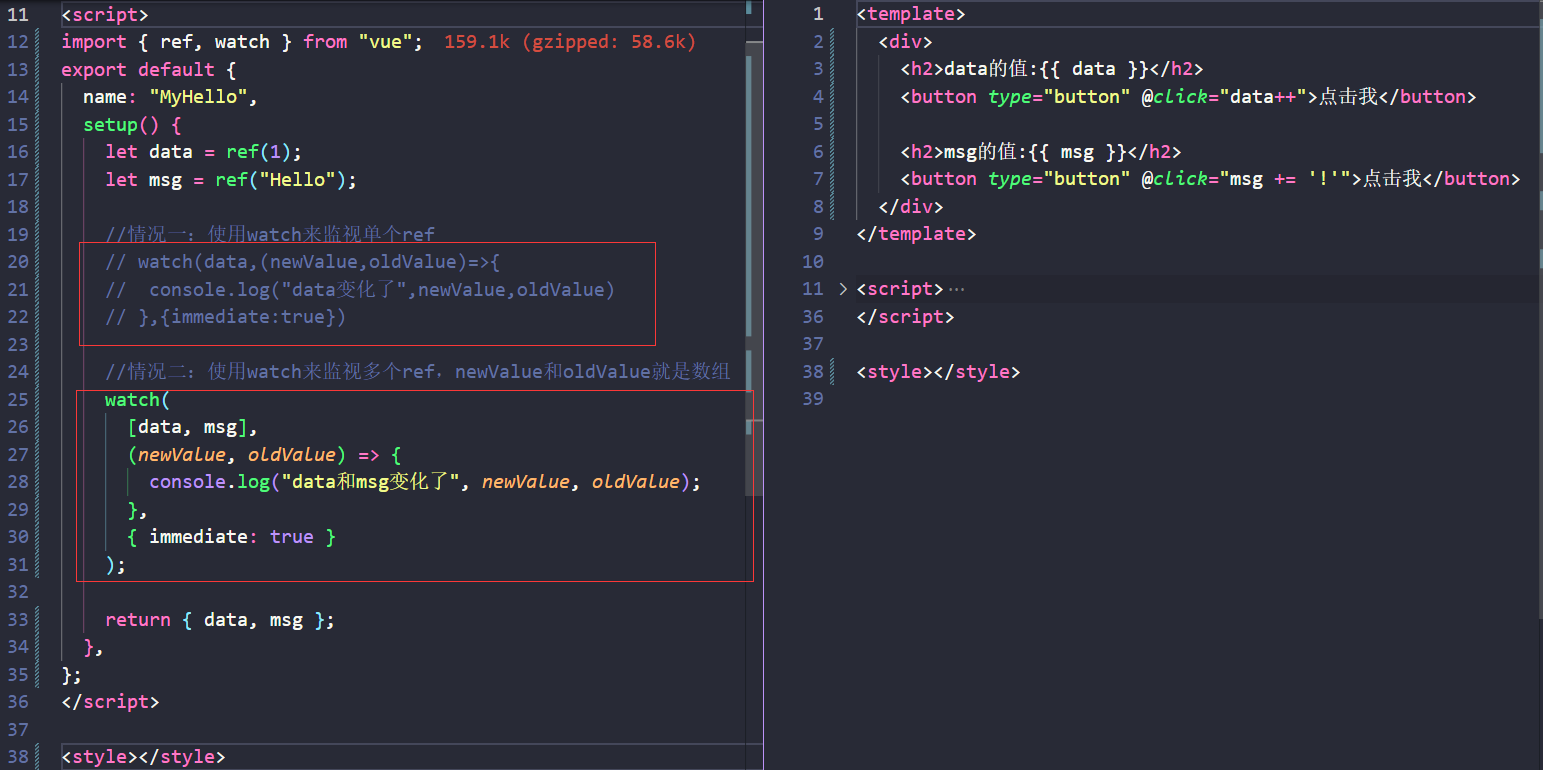 11 <script>
12 import { ref, watch } from "vue";  159.1k (gzipped: 58.6k)
13 export default {
14   name: "MyHello",
15   setup() {
16     let data = ref(1);
17     let msg = ref("Hello");
18
19     //情况一: 使用watch来监视单个ref
20     // watch(data,(newValue,oldValue)=>{
21     //  console.log("data变化了",newValue,oldValue)
22     // },{immediate:true})
23
24     //情况二: 使用watch来监视多个ref，newValue和oldValue就是数组
25     watch(
26       [data, msg],
27       (newValue, oldValue) => {
28         console.log("data和msg变化了", newValue, oldValue);
29       },
30       { immediate: true }
31     );
32
33     return { data, msg };
34   },
35 };
36 </script>
37
38 <style></style>
1 <template>
2   <div>
3     <h2>data的值:{{ data }}</h2>
4     <button type="button" @click="data++">点击我</button>
5
6     <h2>msg的值:{{ msg }}</h2>
7     <button type="button" @click="msg += '!'">点击我</button>
8   </div>
9 </template>
10
11 > <script>…
36 </script>
37
38 <style></style>
39